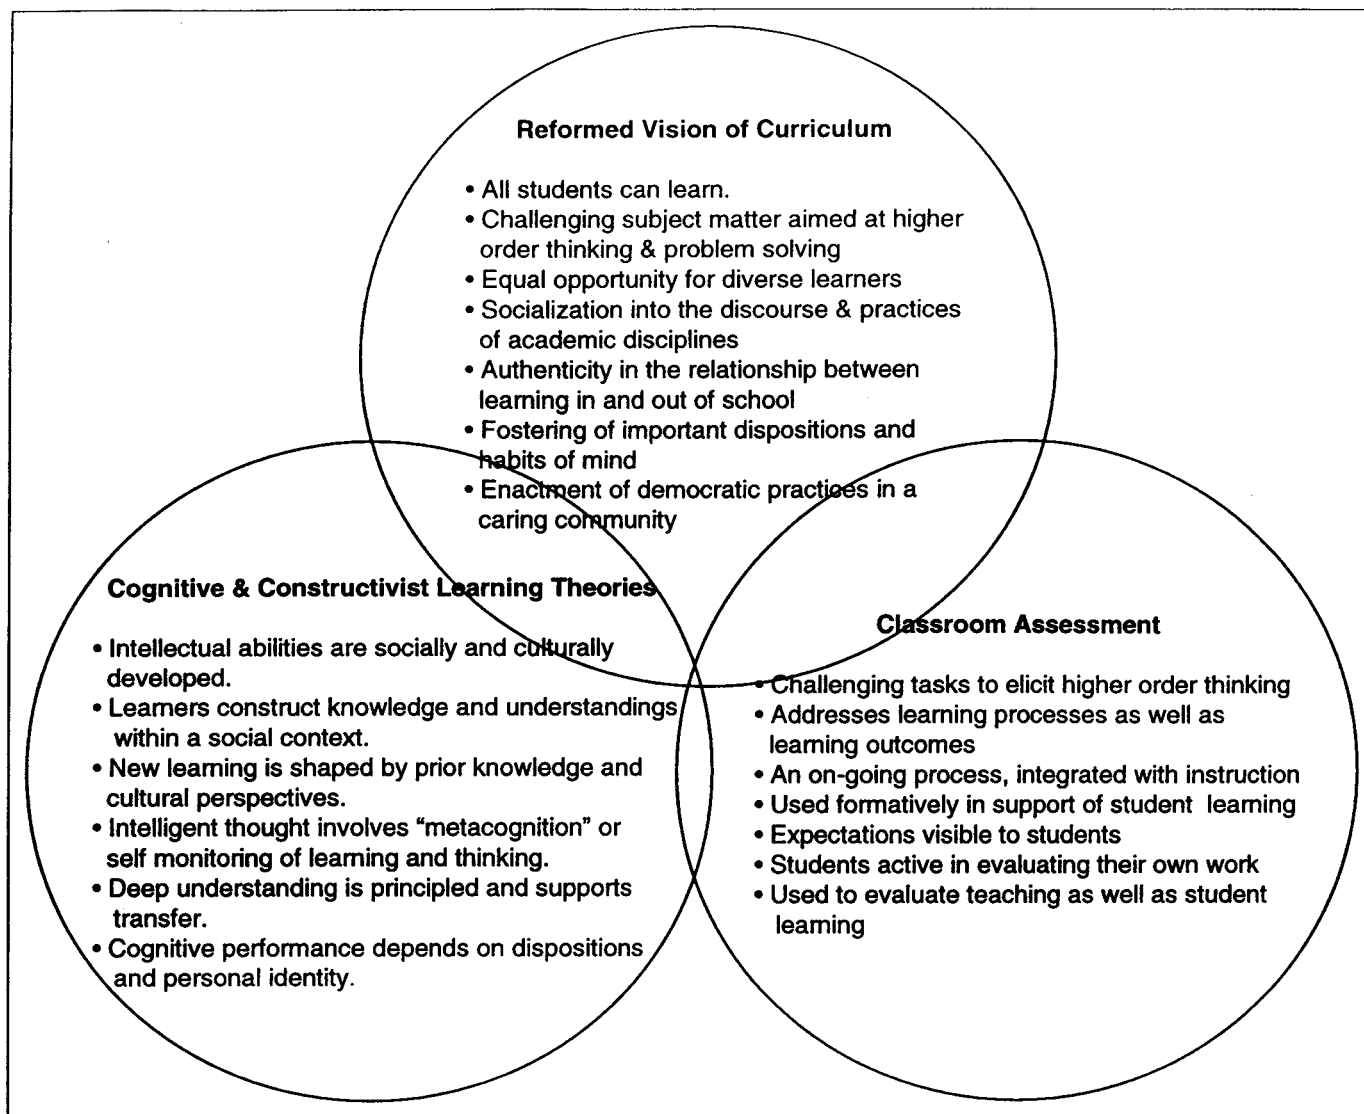 Reformed Vision of Curriculum
• All students can learn.
• Challenging subject matter aimed at higher
order thinking & problem solving
• Equal opportunity for diverse learners
• Socialization into the discourse & practices
of academic disciplines
• Authenticity in the relationship between
learning in and out of school
• Fostering of important dispositions and
habits of mind
• Enactment of democratic practices in a
caring community
Cognitive & Constructivist Learning Theories
• Intellectual abilities are socially and culturally
developed.
• Learners construct knowledge and understandings
within a social context.
• New learning is shaped by prior knowledge and
cultural perspectives.
• Intelligent thought involves “metacognition” or
self monitoring of learning and thinking.
• Deep understanding is principled and supports
transfer.
• Cognitive performance depends on dispositions
and personal identity.
Classroom Assessment
• Challenging tasks to elicit higher order thinking
• Addresses learning processes as well as
learning outcomes
• An on-going process, integrated with instruction
• Used formatively in support of student learning
• Expectations visible to students
• Students active in evaluating their own work
• Used to evaluate teaching as well as student
learning